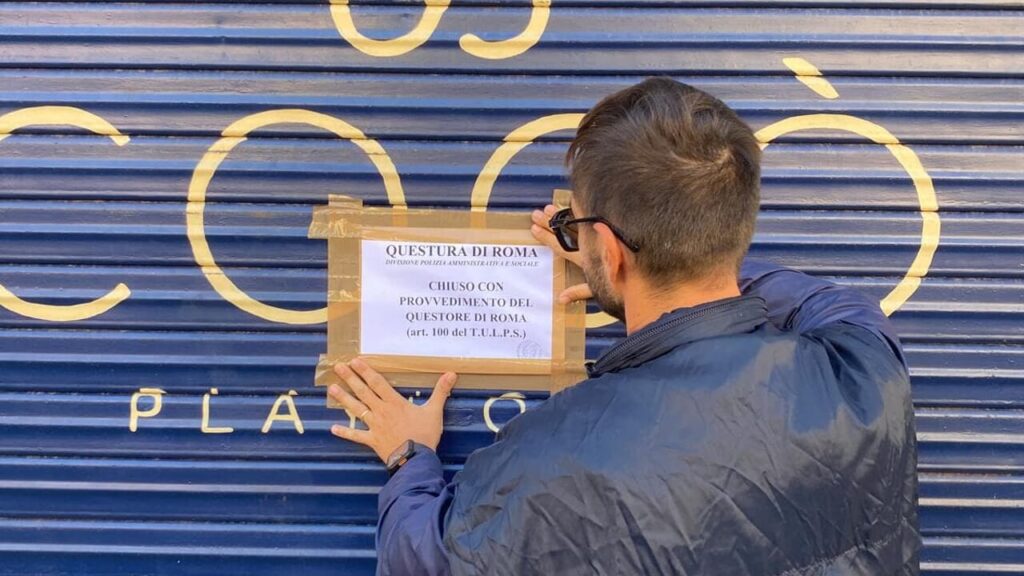 QUESTURA DI ROMA
DIVISIONE POLIZIA AMMINISTRATIVA E SOCIALE
CHIUSO CON
PROVVEDIMENTO DEL
QUESTORE DI ROMA
(art. 100 del T.U.L.P.S.)